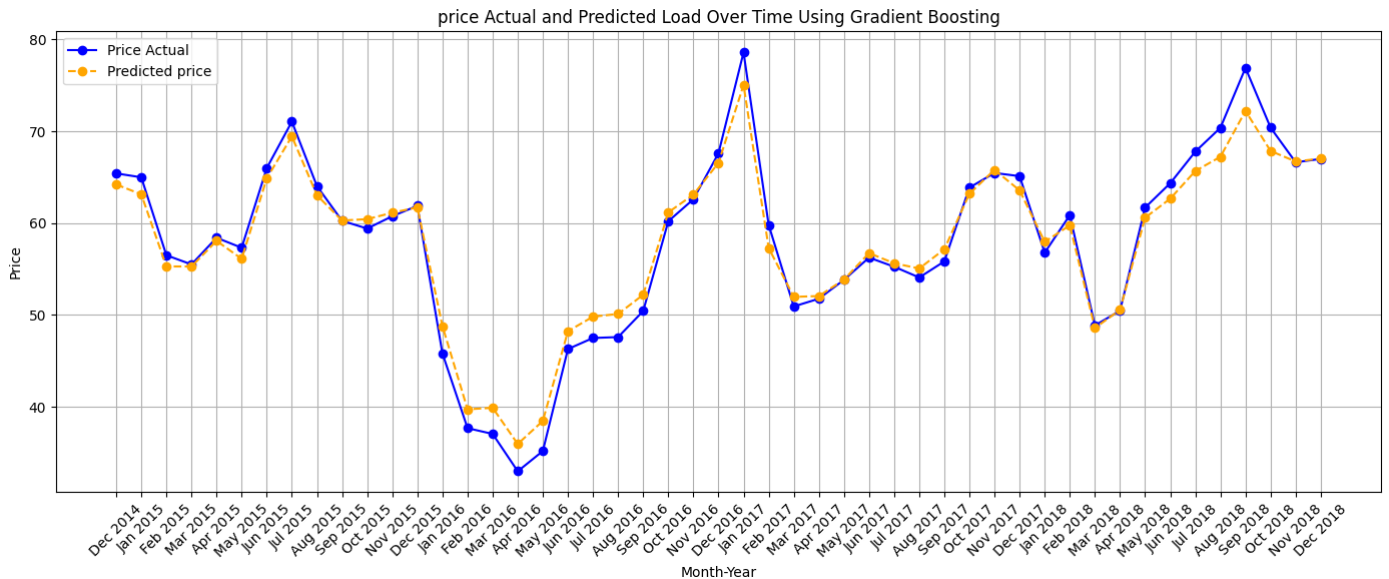 price Actual and Predicted Load Over Time Using Gradient Boosting
Price Actual
Predicted price
Price
80
70
60
50
40
Dec 2014
Jan 2015
Feb 2015
Mar 2015
Apr 2015
May 2015
Jun 2015
Jul 2015
Aug 2015
Sep 2015
Oct 2015
Nov 2015
Dec 2015
Jan 2016
Feb 2016
Mar 2016
Apr 2016
May 2016
Jun 2016
Jul 2016
Aug 2016
Sep 2016
Oct 2016
Nov 2016
Dec 2016
Jan 2017
Feb 2017
Mar 2017
Apr 2017
May 2017
Jun 2017
Jul 2017
Aug 2017
Sep 2017
Oct 2017
Nov 2017
Dec 2017
Jan 2018
Feb 2018
Mar 2018
Apr 2018
May 2018
Jun 2018
Jul 2018
Aug 2018
Sep 2018
Oct 2018
Nov 2018
Dec 2018
Month-Year